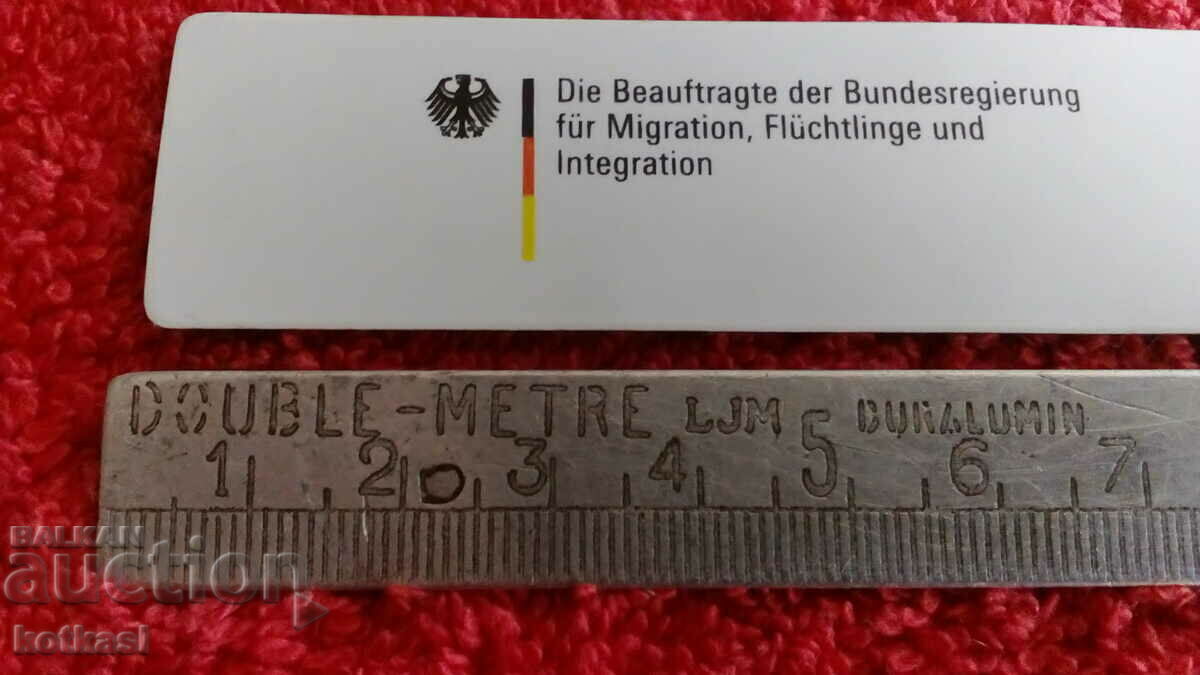 Die Beauftragte der Bundesregierung
für Migration, Flüchtlinge und
Integration
DOUBLE-METRE LJM DURALUMIN
1 2 3 4 5 6 7
BALKAN
auction
kotkasl